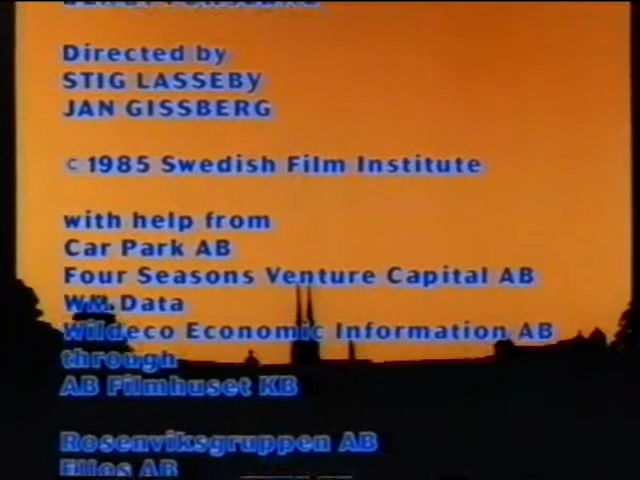 Directed by
STIG LASSEBY
JAN GISSBERG
© 1985 Swedish Film Institute
with help from
Car Park AB
Four Seasons Venture Capital AB
WM.Data
Wildeco Economic Information AB
through
AB Filmhuset KB
Rosenviksgruppen AB
Ellos AB